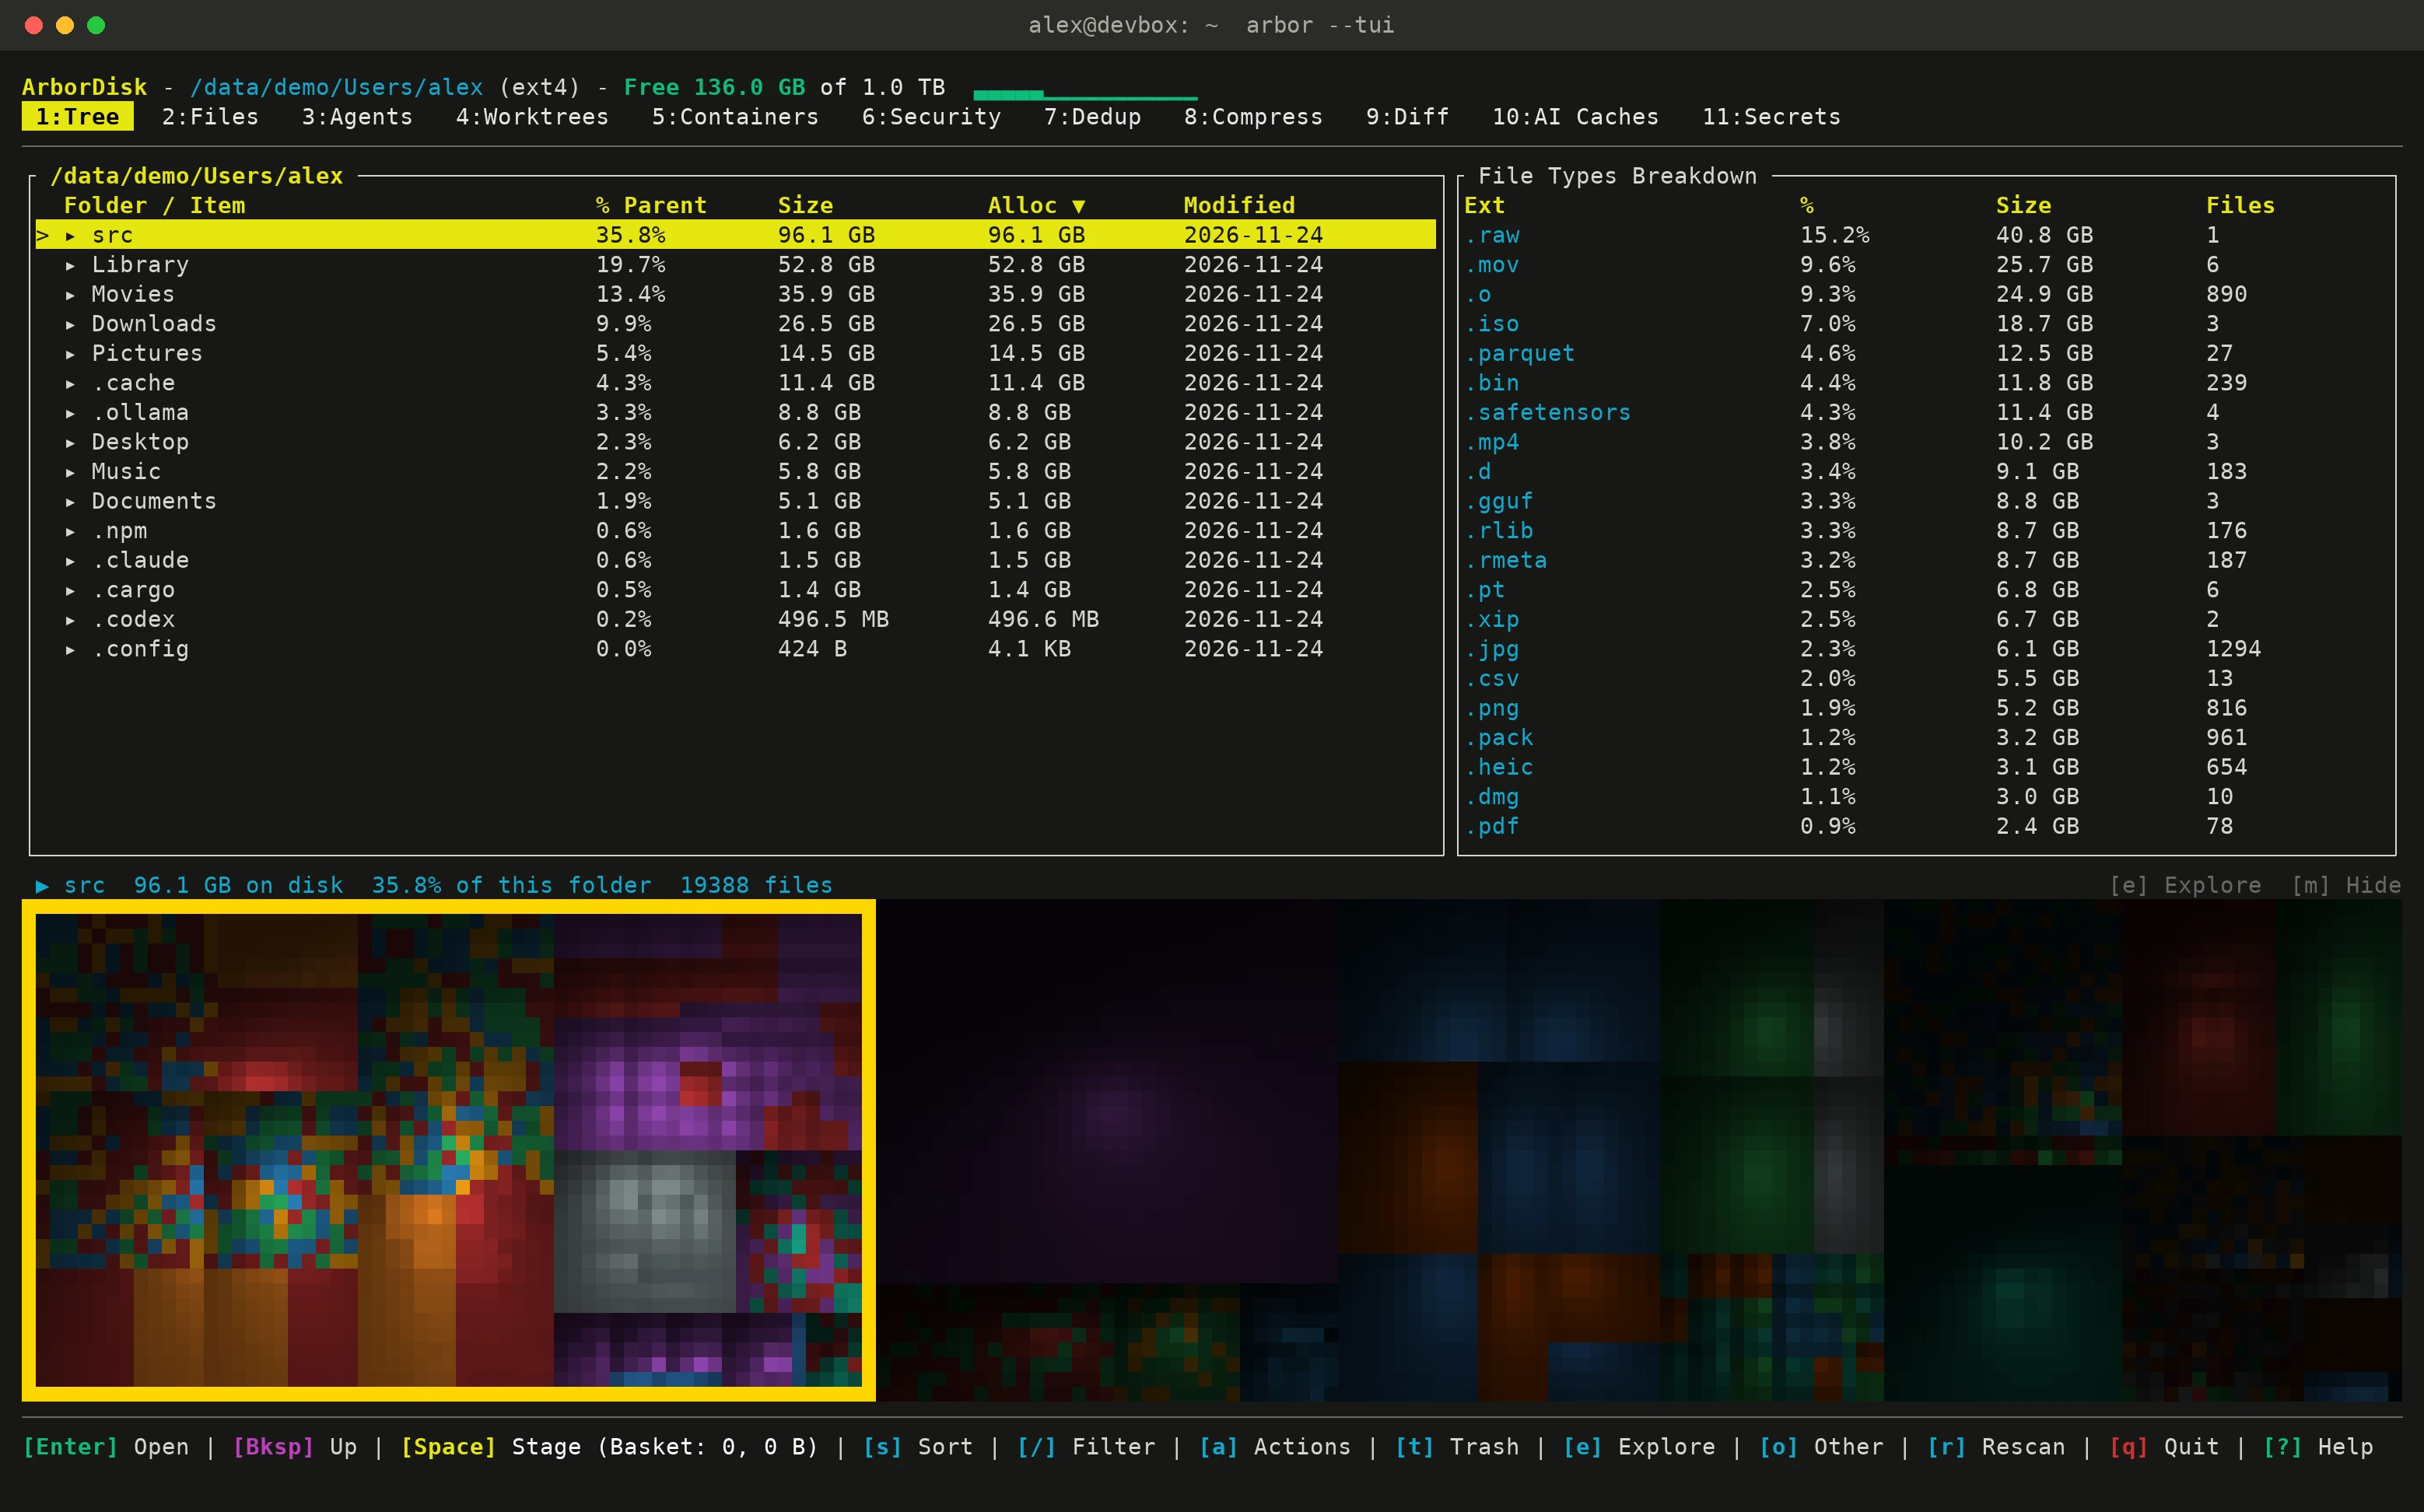 alex@devbox: ~  arbor --tui
ArborDisk - /data/demo/Users/alex (ext4) - Free 136.0 GB of 1.0 TB
1:Tree  2:Files  3:Agents  4:Worktrees  5:Containers  6:Security  7:Dedup  8:Compress  9:Diff  10:AI Caches  11:Secrets
/data/demo/Users/alex
Folder / Item  % Parent  Size  Alloc ▼  Modified
> ▸ src  35.8%  96.1 GB  96.1 GB  2026-11-24
▸ Library  19.7%  52.8 GB  52.8 GB  2026-11-24
▸ Movies  13.4%  35.9 GB  35.9 GB  2026-11-24
▸ Downloads  9.9%  26.5 GB  26.5 GB  2026-11-24
▸ Pictures  5.4%  14.5 GB  14.5 GB  2026-11-24
▸ .cache  4.3%  11.4 GB  11.4 GB  2026-11-24
▸ .ollama  3.3%  8.8 GB  8.8 GB  2026-11-24
▸ Desktop  2.3%  6.2 GB  6.2 GB  2026-11-24
▸ Music  2.2%  5.8 GB  5.8 GB  2026-11-24
▸ Documents  1.9%  5.1 GB  5.1 GB  2026-11-24
▸ .npm  0.6%  1.6 GB  1.6 GB  2026-11-24
▸ .claude  0.6%  1.5 GB  1.5 GB  2026-11-24
▸ .cargo  0.5%  1.4 GB  1.4 GB  2026-11-24
▸ .codex  0.2%  496.5 MB  496.6 MB  2026-11-24
▸ .config  0.0%  424 B  4.1 KB  2026-11-24
File Types Breakdown
Ext  %  Size  Files
.raw  15.2%  40.8 GB  1
.mov  9.6%  25.7 GB  6
.o  9.3%  24.9 GB  890
.iso  7.0%  18.7 GB  3
.parquet  4.6%  12.5 GB  27
.bin  4.4%  11.8 GB  239
.safetensors  4.3%  11.4 GB  4
.mp4  3.8%  10.2 GB  3
.d  3.4%  9.1 GB  183
.gguf  3.3%  8.8 GB  3
.rlib  3.3%  8.7 GB  176
.rmeta  3.2%  8.7 GB  187
.pt  2.5%  6.8 GB  6
.xip  2.5%  6.7 GB  2
.jpg  2.3%  6.1 GB  1294
.csv  2.0%  5.5 GB  13
.png  1.9%  5.2 GB  816
.pack  1.2%  3.2 GB  961
.heic  1.2%  3.1 GB  654
.dmg  1.1%  3.0 GB  10
.pdf  0.9%  2.4 GB  78
▶ src  96.1 GB on disk  35.8% of this folder  19388 files  [e] Explore  [m] Hide
[Enter] Open | [Bksp] Up | [Space] Stage (Basket: 0, 0 B) | [s] Sort | [/] Filter | [a] Actions | [t] Trash | [e] Explore | [o] Other | [r] Rescan | [q] Quit | [?] Help